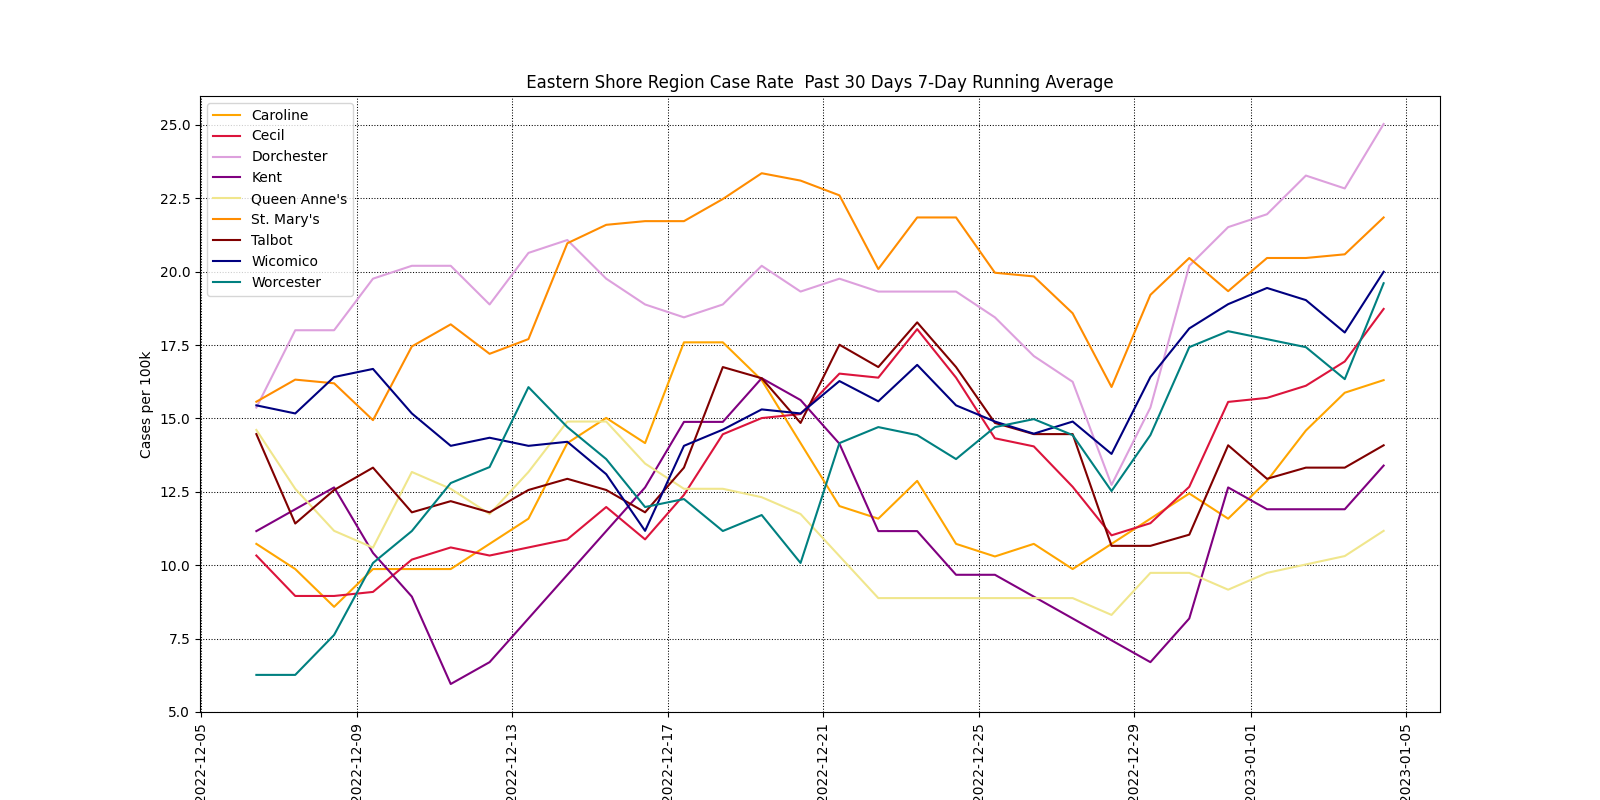 Eastern Shore Region Case Rate  Past 30 Days 7-Day Running Average
Caroline
Cecil
Dorchester
Kent
Queen Anne's
St. Mary's
Talbot
Wicomico
Worcester
Cases per 100k
25.0
22.5
20.0
17.5
15.0
12.5
10.0
7.5
5.0
2022-12-05
2022-12-09
2022-12-13
2022-12-17
2022-12-21
2022-12-25
2022-12-29
2023-01-01
2023-01-05